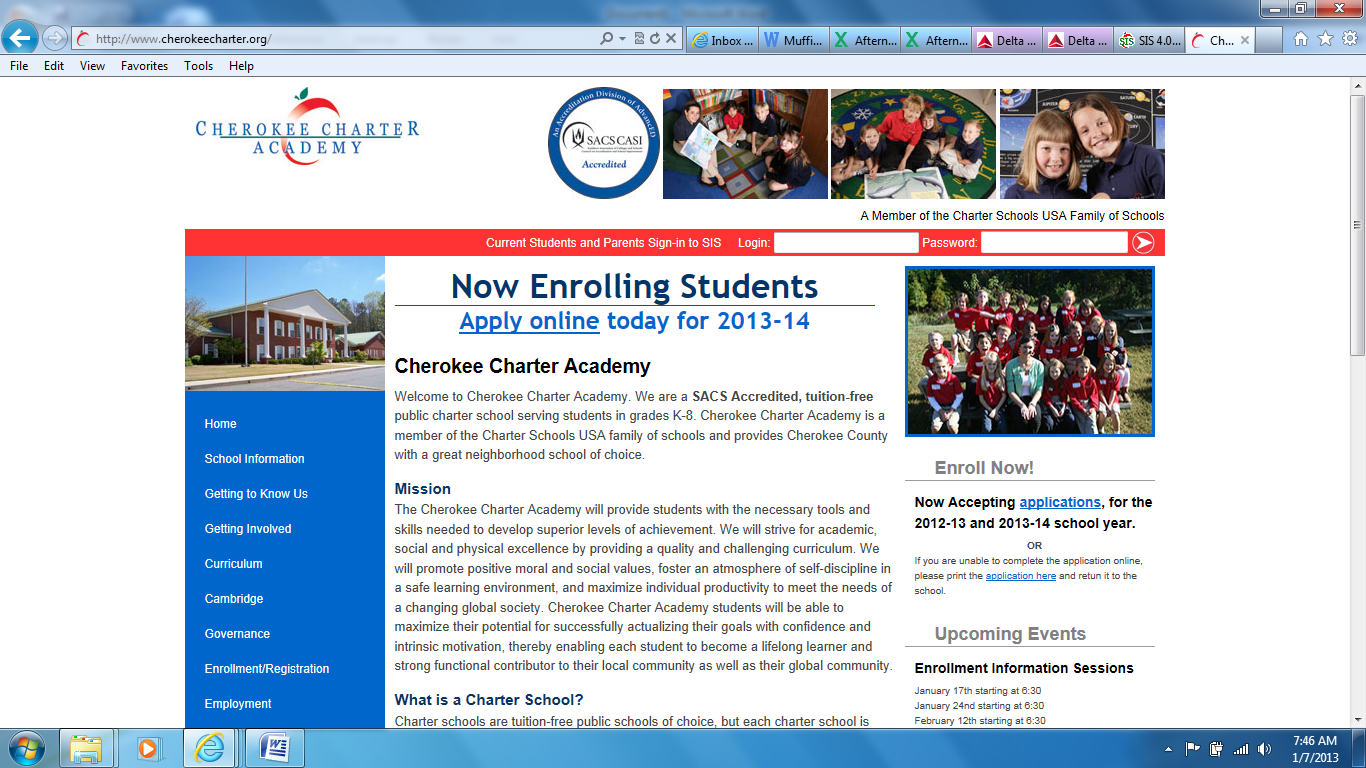 http://www.cherokeecharter.org/
Inbox ...
Muffi...
Aftern...
Aftern...
Delta ...
Delta ...
SIS 4.0...
Ch...
File Edit View Favorites Tools Help
CHEROKEE CHARTER
ACADEMY
An Accreditation Division of AdvancED
SACS CASI
Accredited
JUPITER
SATURN
EARTH
A Member of the Charter Schools USA Family of Schools
Current Students and Parents Sign-in to SIS Login: Password:
Now Enrolling Students
Apply online today for 2013-14
Cherokee Charter Academy
Welcome to Cherokee Charter Academy. We are a SACS Accredited, tuition-free
public charter school serving students in grades K-8. Cherokee Charter Academy is a
member of the Charter Schools USA family of schools and provides Cherokee County
with a great neighborhood school of choice.
Mission
The Cherokee Charter Academy will provide students with the necessary tools and
skills needed to develop superior levels of achievement. We will strive for academic,
social and physical excellence by providing a quality and challenging curriculum. We
will promote positive moral and social values, foster an atmosphere of self-discipline in
a safe learning environment, and maximize individual productivity to meet the needs of
a changing global society. Cherokee Charter Academy students will be able to
maximize their potential for successfully actualizing their goals with confidence and
intrinsic motivation, thereby enabling each student to become a lifelong learner and
strong functional contributor to their local community as well as their global community.
What is a Charter School?
Charter schools are tuition-free public schools of choice, but each charter school is
Home
School Information
Getting to Know Us
Getting Involved
Curriculum
Cambridge
Governance
Enrollment/Registration
Employment
Enroll Now!
Now Accepting applications, for the
2012-13 and 2013-14 school year.
OR
If you are unable to complete the application online,
please print the application here and retun it to the
school.
Upcoming Events
Enrollment Information Sessions
January 17th starting at 6:30
January 24nd starting at 6:30
February 12th starting at 6:30
7:46 AM
1/7/2013